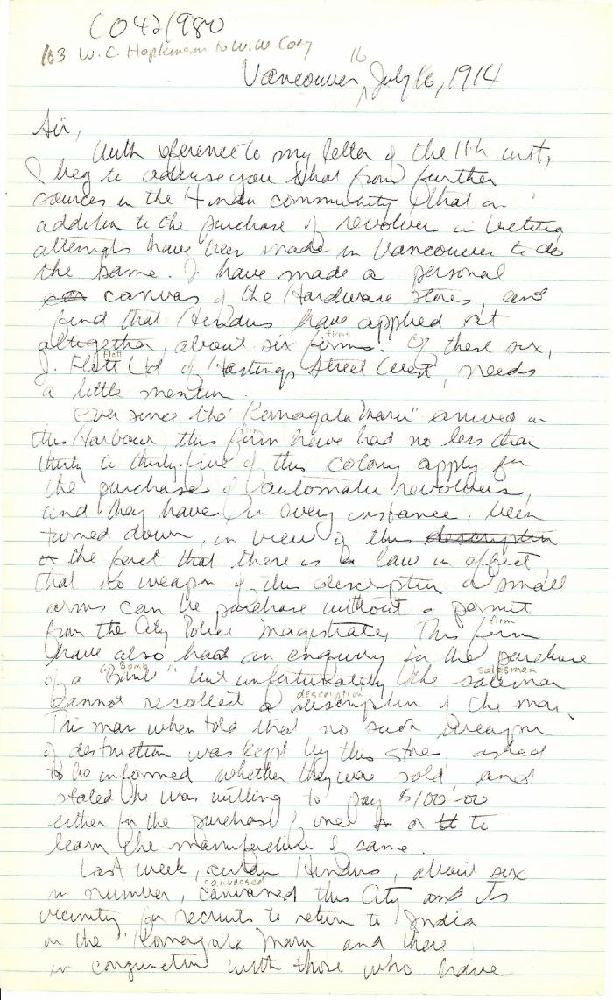 CO42/980
163 W.C. Hopkinson to W.W Cory
16
Vancouver, July 16, 1914
Sir,
With reference to my letter of the 11th inst,
I beg to advise you that from further
sources in the Hindu community that in
addition to the purchase of revolver in Victoria
attempts have been made in Vancouver to do
the same. I have made a personal
canvas of the Hardware Stores, and
find that Hindus have applied at
altogether, about six firms. Of these six,
firms
J. Flett Ltd of Hastings Street West, needs
Flett
a little mention.
Ever since the "Komagata Maru" arrived in
this Harbour, this firm have had no less than
firm
thirty to thirty-five of this colony apply for
the purchase of automatic revolvers,
and they have in every instance, been
turned down, in view of this description
the fact that there is a law in effect
that no weapon of this description or small
arms can be purchase without a permit
from the City Police Magistrate. This firm
firm
have also had an enquiry for the purchase
of a "Bomb" but unfortunately the salesman
Bomb
salesman
cannot recollect a description of the man.
description
This man when told that no such weapon
of destruction was kept by this store, asked
to be informed whether they was sold and
stated he was willing to pay $100.00
either for the purchase of one or to
learn the manufacture of same.
Last week, certain Hindus, about six
in number, canvassed this City and its
canvassed
vicinity for recruits to return to India
on the "Komagata Maru and there
in conjunction with those who have